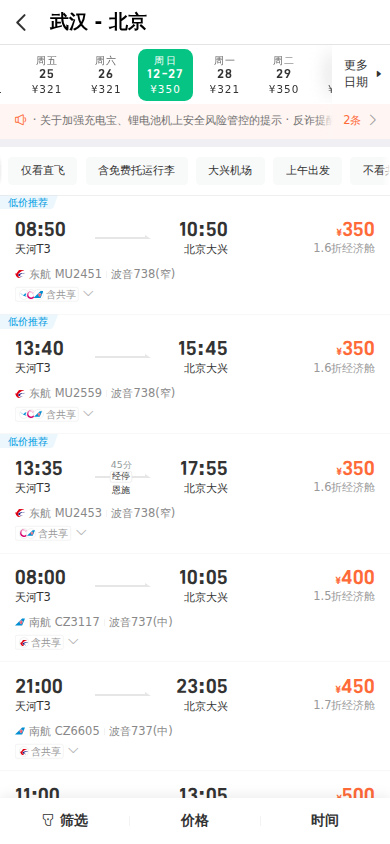 武汉 - 北京
周五 周六 周日 周一 周二
25 26 12-27 28 29
¥321 ¥321 ¥350 ¥321 ¥350
更多
日期
· 关于加强充电宝、锂电池机上安全风险管控的提示 · 反诈提 2条
仅看直飞 含免费托运行李 大兴机场 上午出发 不看
低价推荐
08:50 10:50 ¥350
天河T3 北京大兴 1.6折经济舱
东航 MU2451 波音738(窄)
含共享
低价推荐
13:40 15:45 ¥350
天河T3 北京大兴 1.6折经济舱
东航 MU2559 波音738(窄)
含共享
低价推荐
13:35 45分 17:55 ¥350
经停
天河T3 恩施 北京大兴 1.6折经济舱
东航 MU2453 波音738(窄)
含共享
08:00 10:05 ¥400
天河T3 北京大兴 1.5折经济舱
南航 CZ3117 波音737(中)
含共享
21:00 23:05 ¥450
天河T3 北京大兴 1.7折经济舱
南航 CZ6605 波音737(中)
含共享
11:00 13:05 ¥500
筛选 价格 时间